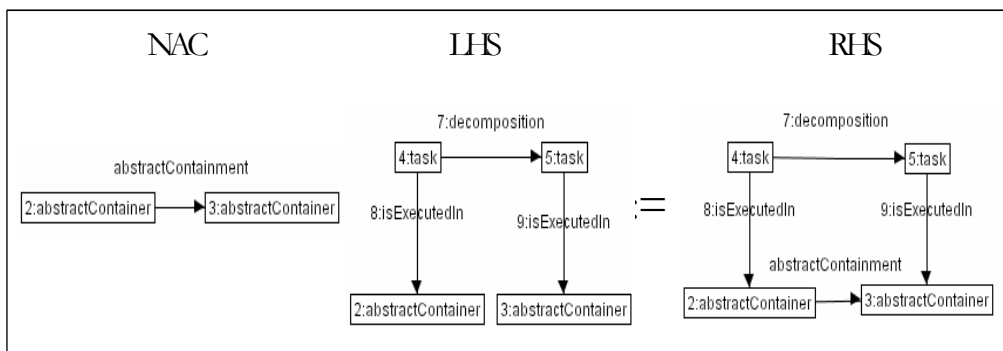 NAC LHS RHS
abstractContainment
2:abstractContainer 3:abstractContainer
7:decomposition
4:task 5:task
8:isExecutedIn 9:isExecutedIn
2:abstractContainer 3:abstractContainer
:=
7:decomposition
4:task 5:task
8:isExecutedIn 9:isExecutedIn
abstractContainment
2:abstractContainer 3:abstractContainer